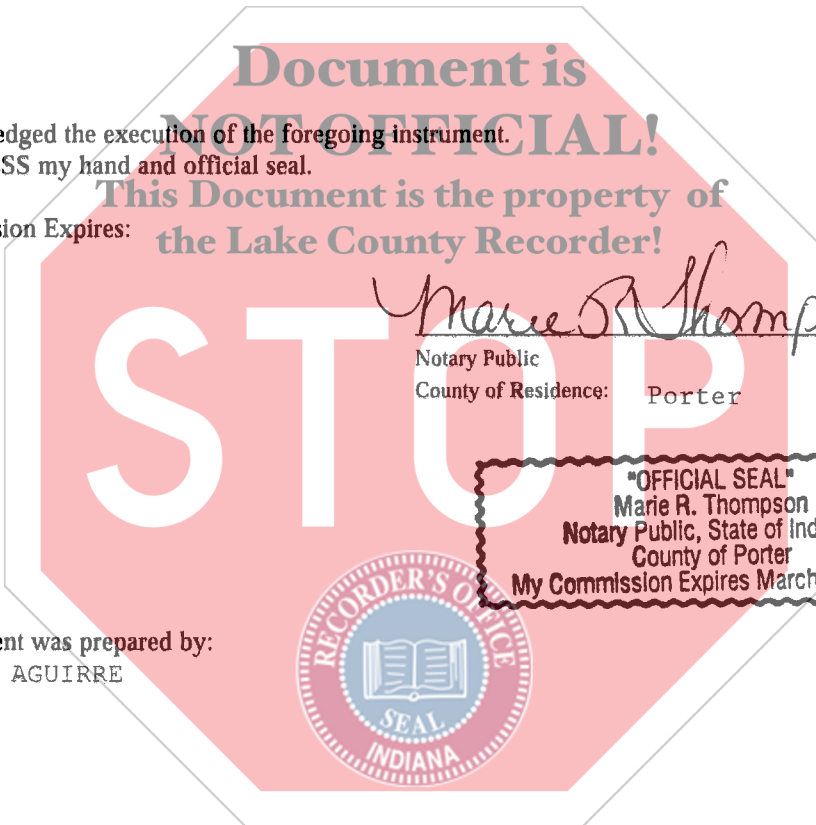 Document is
NOT OFFICIAL!
edged the execution of the foregoing instrument.
SS my hand and official seal.
This Document is the property of
sion Expires:
the Lake County Recorder!
Marie R Thomp
Notary Public
County of Residence: Porter
STOP
"OFFICIAL SEAL"
Marie R. Thompson
Notary Public, State of Ind
County of Porter
My Commission Expires March
RECORDER'S OFFICE
SEAL
INDIANA
ent was prepared by:
AGUIRRE